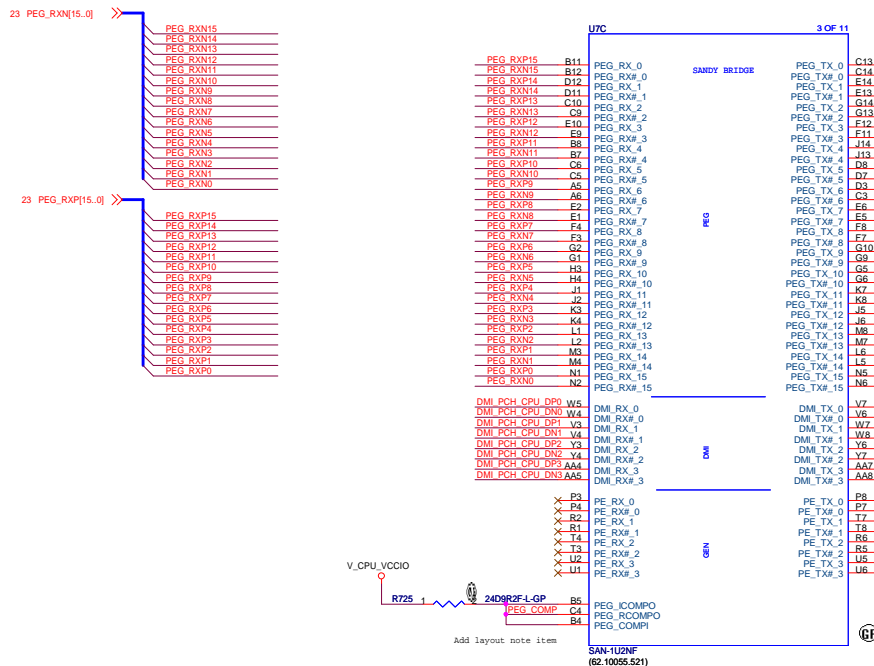 23 PEG_RXN[15..0]
PEG_RXN15
PEG_RXN14
PEG_RXN13
PEG_RXN12
PEG_RXN11
PEG_RXN10
PEG_RXN9
PEG_RXN8
PEG_RXN7
PEG_RXN6
PEG_RXN5
PEG_RXN4
PEG_RXN3
PEG_RXN2
PEG_RXN1
PEG_RXN0
23 PEG_RXP[15..0]
PEG_RXP15
PEG_RXP14
PEG_RXP13
PEG_RXP12
PEG_RXP11
PEG_RXP10
PEG_RXP9
PEG_RXP8
PEG_RXP7
PEG_RXP6
PEG_RXP5
PEG_RXP4
PEG_RXP3
PEG_RXP2
PEG_RXP1
PEG_RXP0
U7C 3 OF 11
SANDY BRIDGE
PEG_RXP15 B11 PEG_RX_0 PEG_TX_0 C13
PEG_RXN15 B12 PEG_RX#_0 PEG_TX#_0 C14
PEG_RXP14 D12 PEG_RX_1 PEG_TX_1 E14
PEG_RXN14 D11 PEG_RX#_1 PEG_TX#_1 E13
PEG_RXP13 C10 PEG_RX_2 PEG_TX_2 G14
PEG_RXN13 C9 PEG_RX#_2 PEG_TX#_2 G13
PEG_RXP12 E10 PEG_RX_3 PEG_TX_3 F12
PEG_RXN12 E9 PEG_RX#_3 PEG_TX#_3 F11
PEG_RXP11 B8 PEG_RX_4 PEG_TX_4 J14
PEG_RXN11 B7 PEG_RX#_4 PEG_TX#_4 J13
PEG_RXP10 C6 PEG_RX_5 PEG_TX_5 D8
PEG_RXN10 C5 PEG_RX#_5 PEG_TX#_5 D7
PEG_RXP9 A5 PEG_RX_6 PEG_TX_6 D3
PEG_RXN9 A6 PEG_RX#_6 PEG_TX#_6 C3
PEG_RXP8 E2 PEG_RX_7 PEG_TX_7 E6
PEG_RXN8 E1 PEG_RX#_7 PEG_TX#_7 E5
PEG_RXP7 F4 PEG_RX_8 PEG_TX_8 F8
PEG_RXN7 F3 PEG_RX#_8 PEG_TX#_8 F7
PEG_RXP6 G2 PEG_RX_9 PEG_TX_9 G10
PEG_RXN6 G1 PEG_RX#_9 PEG_TX#_9 G9
PEG_RXP5 H3 PEG_RX_10 PEG_TX_10 G5
PEG_RXN5 H4 PEG_RX#_10 PEG_TX#_10 G6
PEG_RXP4 J1 PEG_RX_11 PEG_TX_11 K7
PEG_RXN4 J2 PEG_RX#_11 PEG_TX#_11 K8
PEG_RXP3 K3 PEG_RX_12 PEG_TX_12 J5
PEG_RXN3 K4 PEG_RX#_12 PEG_TX#_12 J6
PEG_RXP2 L1 PEG_RX_13 PEG_TX_13 M8
PEG_RXN2 L2 PEG_RX#_13 PEG_TX#_13 M7
PEG_RXP1 M3 PEG_RX_14 PEG_TX_14 L6
PEG_RXN1 M4 PEG_RX#_14 PEG_TX#_14 L5
PEG_RXP0 N1 PEG_RX_15 PEG_TX_15 N5
PEG_RXN0 N2 PEG_RX#_15 PEG_TX#_15 N6
PEG
DMI_PCH_CPU_DP0 W5 DMI_RX_0 DMI_TX_0 V7
DMI_PCH_CPU_DN0 W4 DMI_RX#_0 DMI_TX#_0 V6
DMI_PCH_CPU_DP1 V3 DMI_RX_1 DMI_TX_1 W7
DMI_PCH_CPU_DN1 V4 DMI_RX#_1 DMI_TX#_1 W8
DMI_PCH_CPU_DP2 Y3 DMI_RX_2 DMI_TX_2 Y6
DMI_PCH_CPU_DN2 Y4 DMI_RX#_2 DMI_TX#_2 Y7
DMI_PCH_CPU_DP3 AA4 DMI_RX_3 DMI_TX_3 AA7
DMI_PCH_CPU_DN3 AA5 DMI_RX#_3 DMI_TX#_3 AA8
DMI
P3 PE_RX_0 PE_TX_0 P8
P4 PE_RX#_0 PE_TX#_0 P7
R2 PE_RX_1 PE_TX_1 T7
R1 PE_RX#_1 PE_TX#_1 T8
T4 PE_RX_2 PE_TX_2 R6
T3 PE_RX#_2 PE_TX#_2 R5
U2 PE_RX_3 PE_TX_3 U5
U1 PE_RX#_3 PE_TX#_3 U6
GEN
V_CPU_VCCIO
R725 1 24D9R2F-L-GP B5 PEG_ICOMPO
PEG_COMP C4 PEG_RCOMPO
B4 PEG_COMPI
Add layout note item
SAN-1U2NF
(62.10055.521)